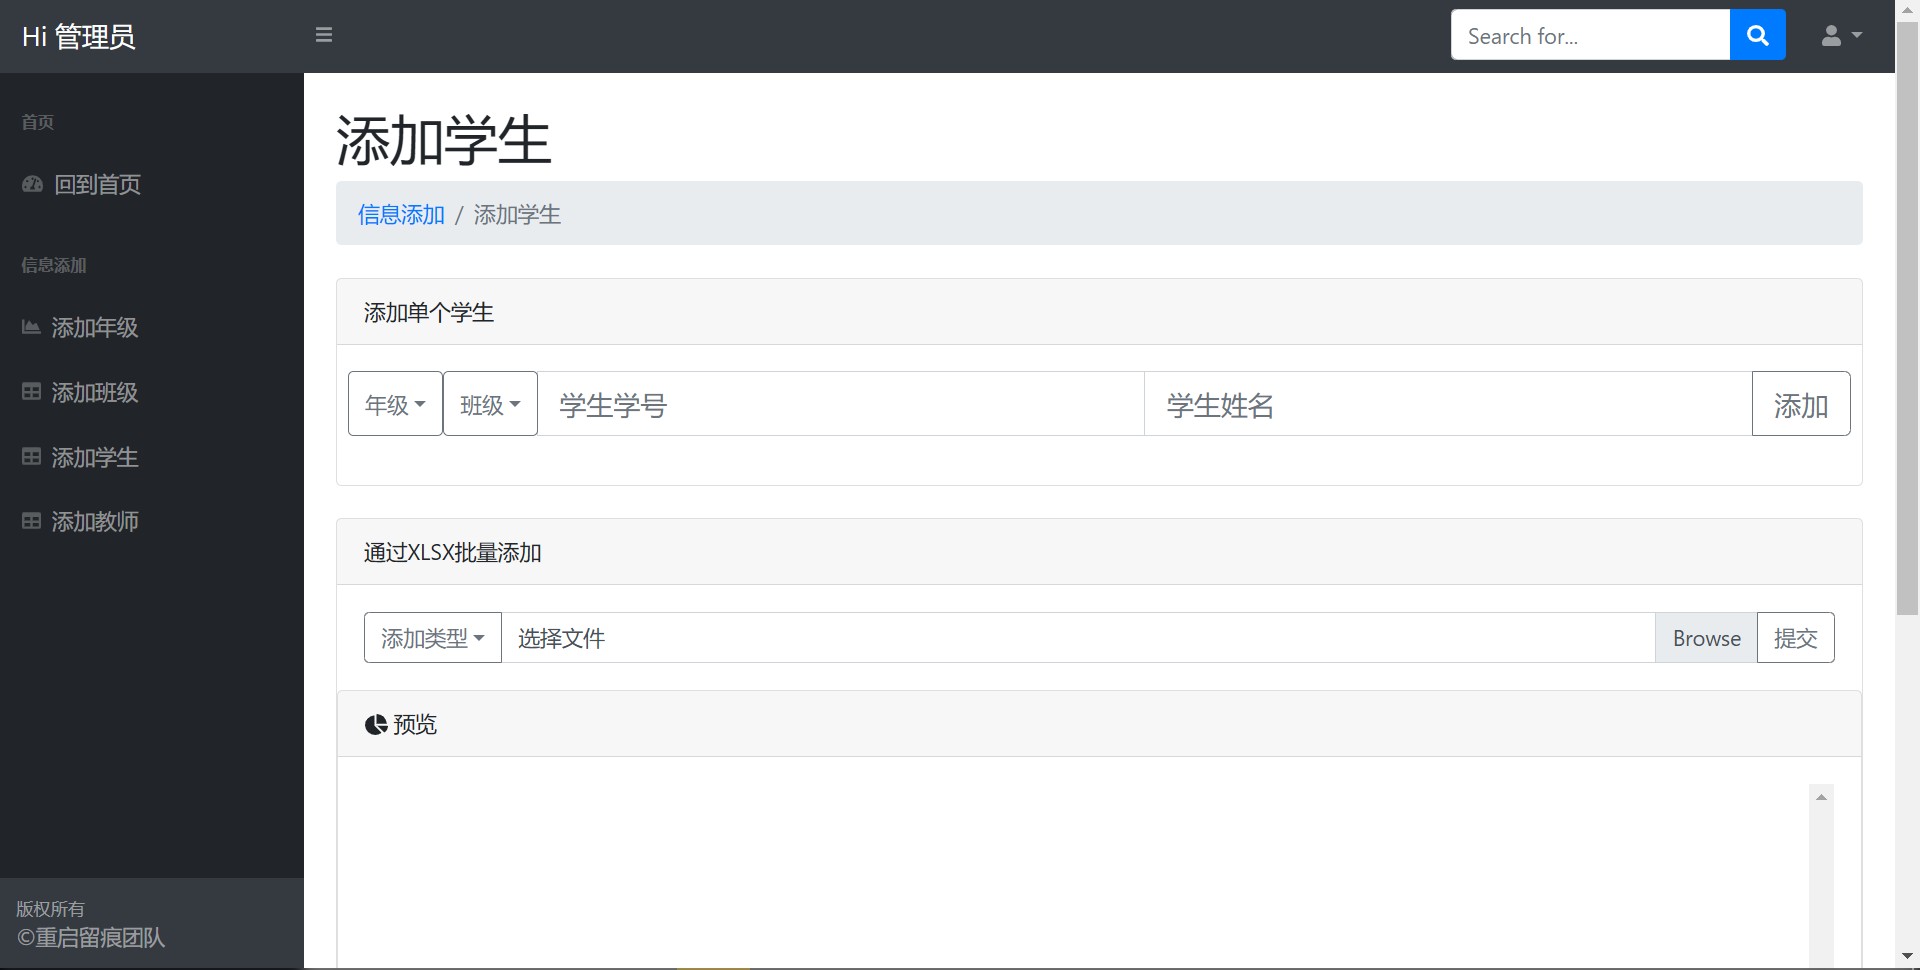 Hi 管理员
Search for...
首页
回到首页
信息添加
添加年级
添加班级
添加学生
添加教师
版权所有
©重启留痕团队
添加学生
信息添加 / 添加学生
添加单个学生
年级 班级 学生学号 学生姓名 添加
通过XLSX批量添加
添加类型 选择文件 Browse 提交
预览